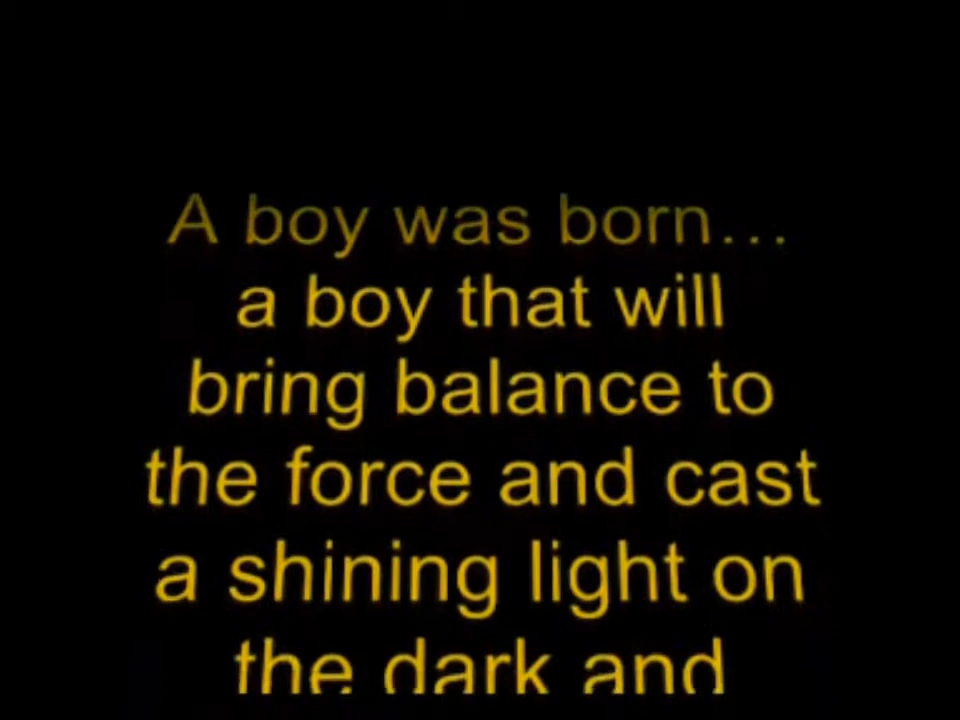 A boy was born…
a boy that will
bring balance to
the force and cast
a shining light on
the dark and